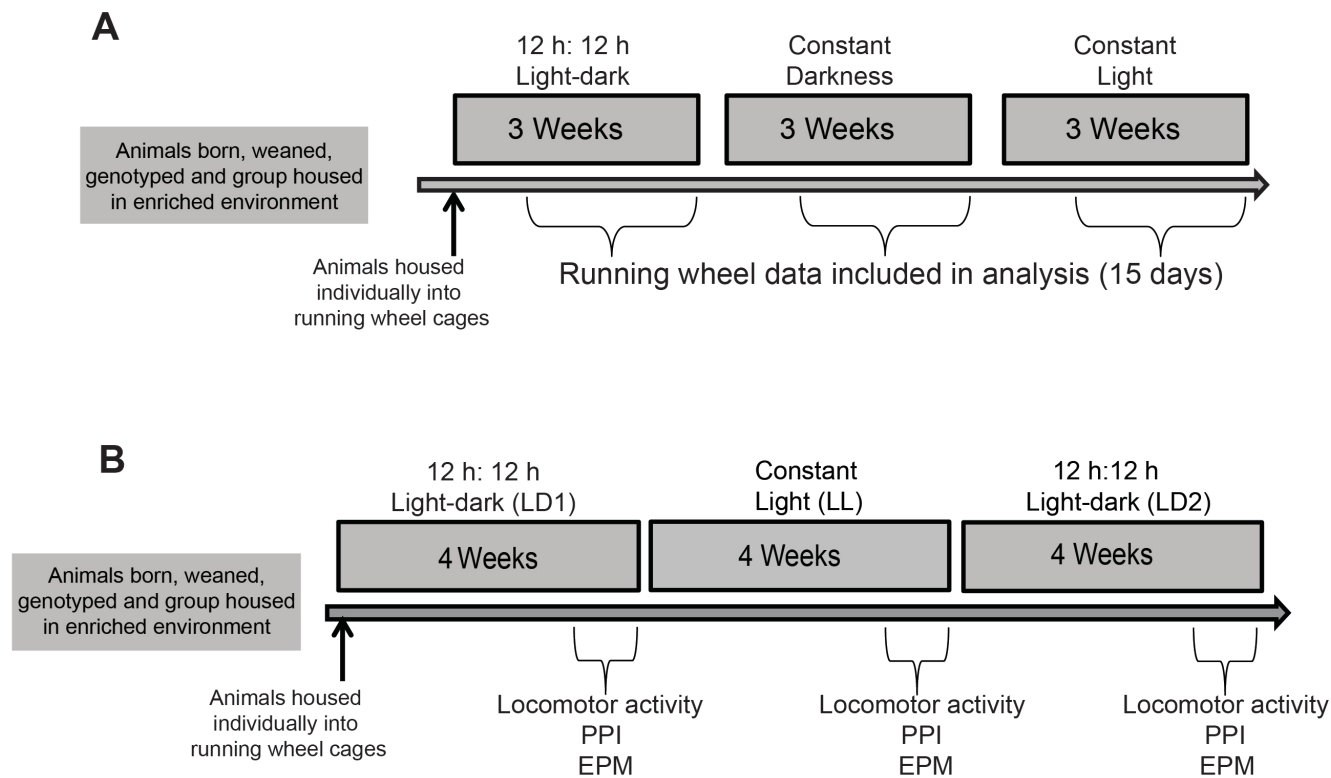 A
12 h: 12 h
Light-dark
Constant
Darkness
Constant
Light
3 Weeks
3 Weeks
3 Weeks
Animals born, weaned,
genotyped and group housed
in enriched environment
Animals housed
individually into
running wheel cages
Running wheel data included in analysis (15 days)
B
12 h: 12 h
Light-dark (LD1)
Constant
Light (LL)
12 h:12 h
Light-dark (LD2)
4 Weeks
4 Weeks
4 Weeks
Animals born, weaned,
genotyped and group housed
in enriched environment
Animals housed
individually into
running wheel cages
Locomotor activity
PPI
EPM
Locomotor activity
PPI
EPM
Locomotor activity
PPI
EPM